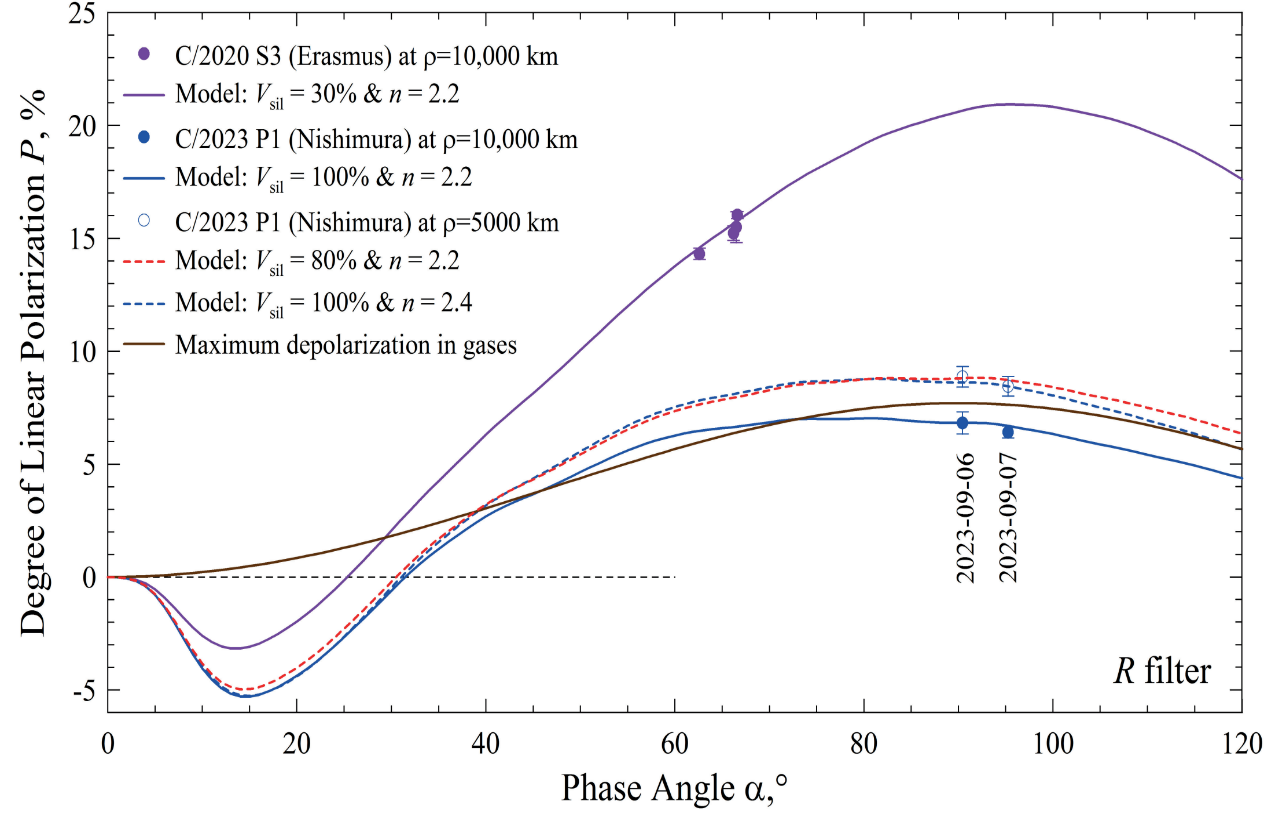 25
20
15
10
5
0
-5
Degree of Linear Polarization P, %
C/2020 S3 (Erasmus) at ρ=10,000 km
Model: Vsil = 30% & n = 2.2
C/2023 P1 (Nishimura) at ρ=10,000 km
Model: Vsil = 100% & n = 2.2
C/2023 P1 (Nishimura) at ρ=5000 km
Model: Vsil = 80% & n = 2.2
Model: Vsil = 100% & n = 2.4
Maximum depolarization in gases
2023-09-06
2023-09-07
R filter
0 20 40 60 80 100 120
Phase Angle α,°